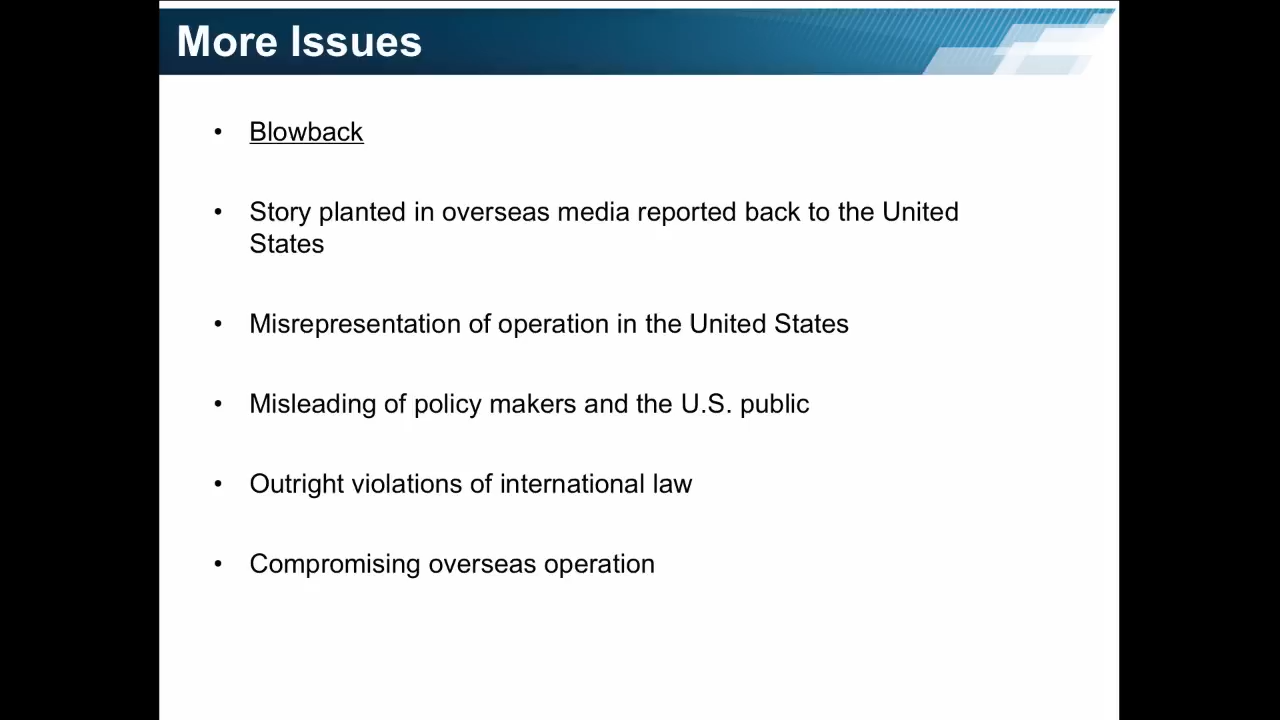 More Issues
• Blowback
• Story planted in overseas media reported back to the United
States
• Misrepresentation of operation in the United States
• Misleading of policy makers and the U.S. public
• Outright violations of international law
• Compromising overseas operation